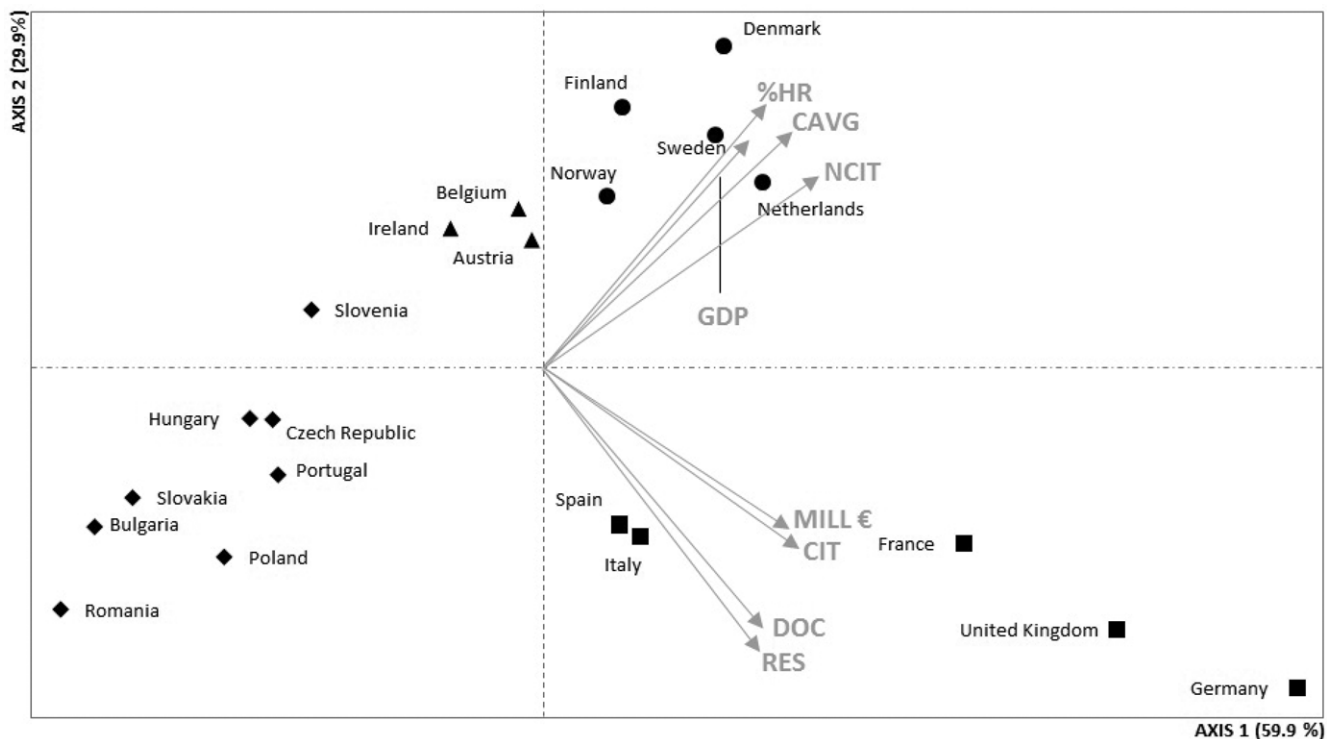 AXIS 2 (29.9%)
Denmark
Finland
%HR
CAVG
Sweden
NCIT
Norway
Belgium
Netherlands
Ireland
Austria
Slovenia
GDP
Hungary
Czech Republic
Portugal
Slovakia
Spain
Bulgaria
MILL €
CIT
France
Poland
Italy
Romania
DOC
United Kingdom
RES
Germany
AXIS 1 (59.9 %)